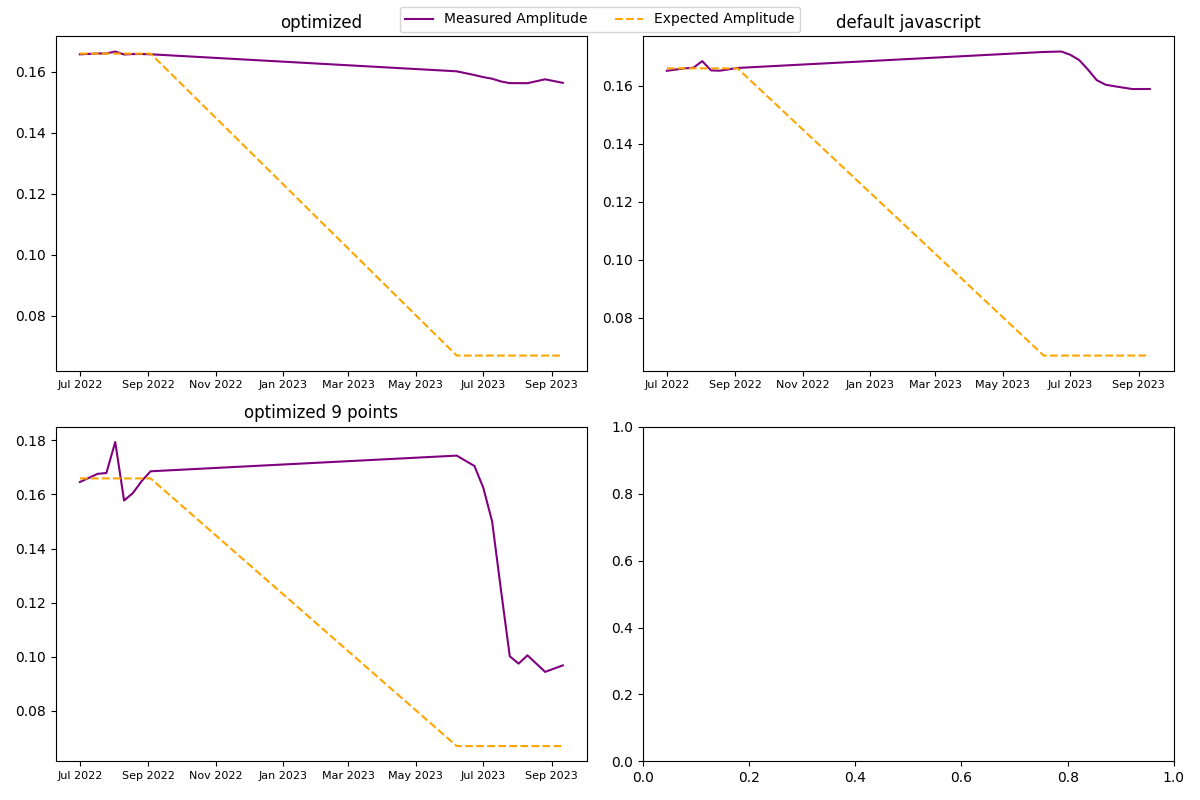 Measured Amplitude Expected Amplitude
optimized
0.16
0.14
0.12
0.10
0.08
Jul 2022 Sep 2022 Nov 2022 Jan 2023 Mar 2023 May 2023 Jul 2023 Sep 2023
default javascript
0.16
0.14
0.12
0.10
0.08
Jul 2022 Sep 2022 Nov 2022 Jan 2023 Mar 2023 May 2023 Jul 2023 Sep 2023
optimized 9 points
0.18
0.16
0.14
0.12
0.10
0.08
Jul 2022 Sep 2022 Nov 2022 Jan 2023 Mar 2023 May 2023 Jul 2023 Sep 2023
1.0
0.8
0.6
0.4
0.2
0.0
0.0 0.2 0.4 0.6 0.8 1.0